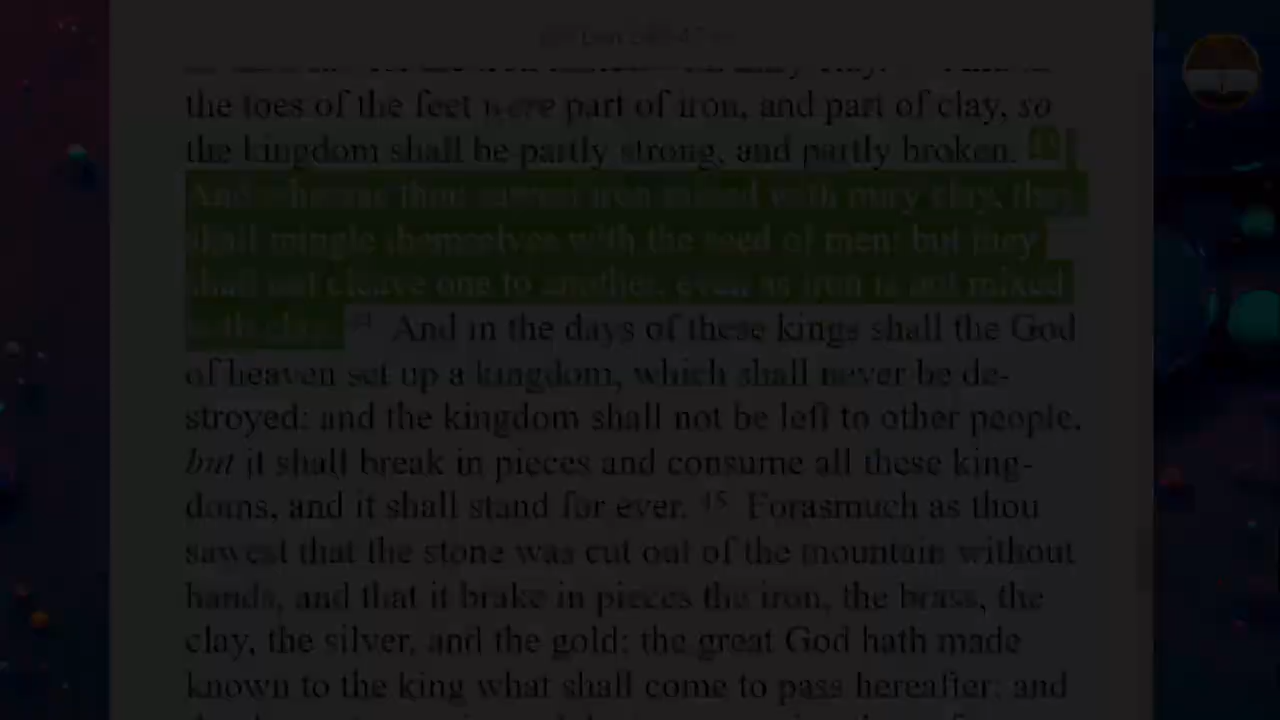 the toes of the feet were part of iron, and part of clay, so
the kingdom shall be partly strong, and partly broken.
And whereas thou sawest iron mixed with miry clay, they
shall mingle themselves with the seed of men: but they
shall not cleave one to another, even as iron is not mixed
with clay. And in the days of these kings shall the God
of heaven set up a kingdom, which shall never be de-
stroyed: and the kingdom shall not be left to other people,
but it shall break in pieces and consume all these king-
doms, and it shall stand for ever. 45 Forasmuch as thou
sawest that the stone was cut out of the mountain without
hands, and that it brake in pieces the iron, the brass, the
clay, the silver, and the gold; the great God hath made
known to the king what shall come to pass hereafter: and